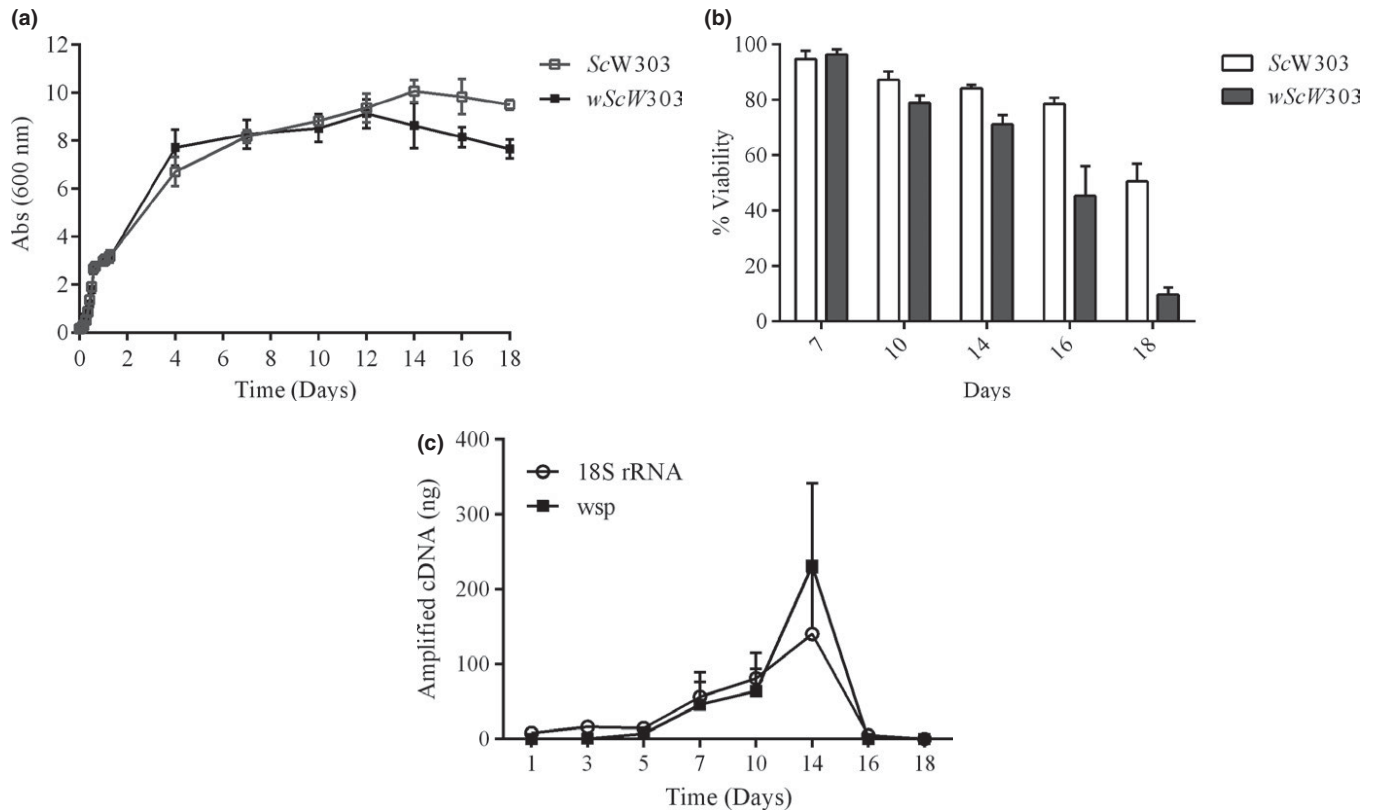 (a)
12
10
8
6
4
2
0
Abs (600 nm)
0 2 4 6 8 10 12 14 16 18
Time (Days)
ScW303
wScW303
(b)
100
80
60
40
20
0
% Viability
7 10 14 16 18
Days
ScW303
wScW303
(c)
400
300
200
100
0
Amplified cDNA (ng)
18S rRNA
wsp
1 3 5 7 10 14 16 18
Time (Days)